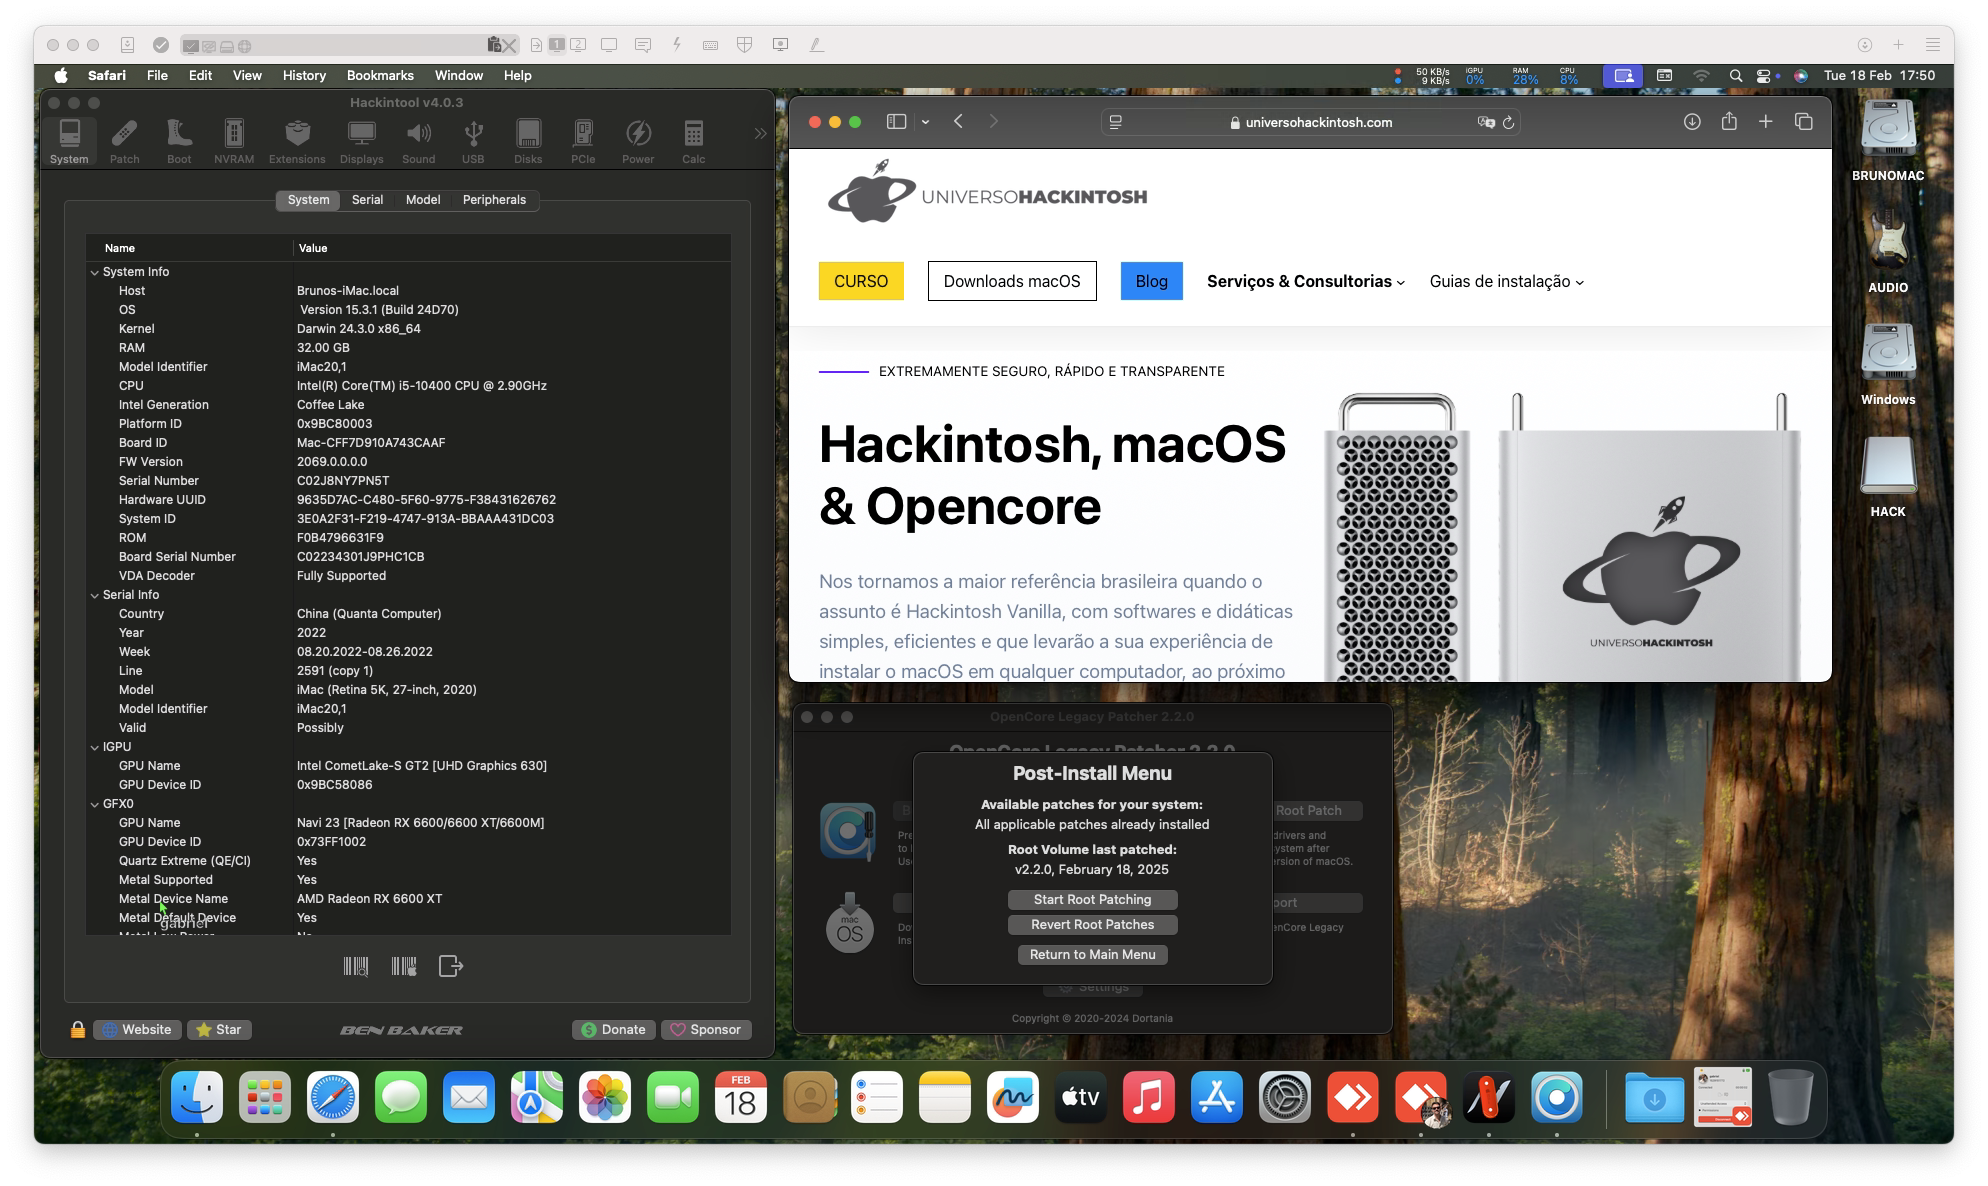 Safari File Edit View History Bookmarks Window Help
50 KB/s
9 KB/s
iGPU
0%
RAM
28%
CPU
8%
Tue 18 Feb 17:50
Hackintool v4.0.3
System Patch Boot NVRAM Extensions Displays Sound USB Disks PCIe Power Calc
System Serial Model Peripherals
Name Value
System Info
Host Brunos-iMac.local
OS Version 15.3.1 (Build 24D70)
Kernel Darwin 24.3.0 x86_64
RAM 32.00 GB
Model Identifier iMac20,1
CPU Intel(R) Core(TM) i5-10400 CPU @ 2.90GHz
Intel Generation Coffee Lake
Platform ID 0x9BC80003
Board ID Mac-CFF7D910A743CAAF
FW Version 2069.0.0.0.0
Serial Number C02J8NY7PN5T
Hardware UUID 9635D7AC-C480-5F60-9775-F38431626762
System ID 3E0A2F31-F219-4747-913A-BBAAA431DC03
ROM F0B4796631F9
Board Serial Number C02234301J9PHC1CB
VDA Decoder Fully Supported
Serial Info
Country China (Quanta Computer)
Year 2022
Week 08.20.2022-08.26.2022
Line 2591 (copy 1)
Model iMac (Retina 5K, 27-inch, 2020)
Model Identifier iMac20,1
Valid Possibly
IGPU
GPU Name Intel CometLake-S GT2 [UHD Graphics 630]
GPU Device ID 0x9BC58086
GFX0
GPU Name Navi 23 [Radeon RX 6600/6600 XT/6600M]
GPU Device ID 0x73FF1002
Quartz Extreme (QE/CI) Yes
Metal Supported Yes
Metal Device Name AMD Radeon RX 6600 XT
Metal Default Device Yes
gabriel
Website Star BEN BAKER Donate Sponsor
universohackintosh.com
UNIVERSOHACKINTOSH
CURSO Downloads macOS Blog Serviços & Consultorias Guias de instalação
EXTREMAMENTE SEGURO, RÁPIDO E TRANSPARENTE
Hackintosh, macOS
& Opencore
Nos tornamos a maior referência brasileira quando o
assunto é Hackintosh Vanilla, com softwares e didáticas
simples, eficientes e que levarão a sua experiência de
instalar o macOS em qualquer computador, ao próximo
UNIVERSOHACKINTOSH
BRUNOMAC
AUDIO
Windows
HACK
OpenCore Legacy Patcher 2.2.0
OpenCore Legacy Patcher 2.2.0
Post-Install Menu
Available patches for your system:
All applicable patches already installed
Root Volume last patched:
v2.2.0, February 18, 2025
Start Root Patching
Revert Root Patches
Return to Main Menu
Root Patch
drivers and
system after
version of macOS.
mac
OS
Settings
Copyright © 2020-2024 Dortania
FEB
18
tv